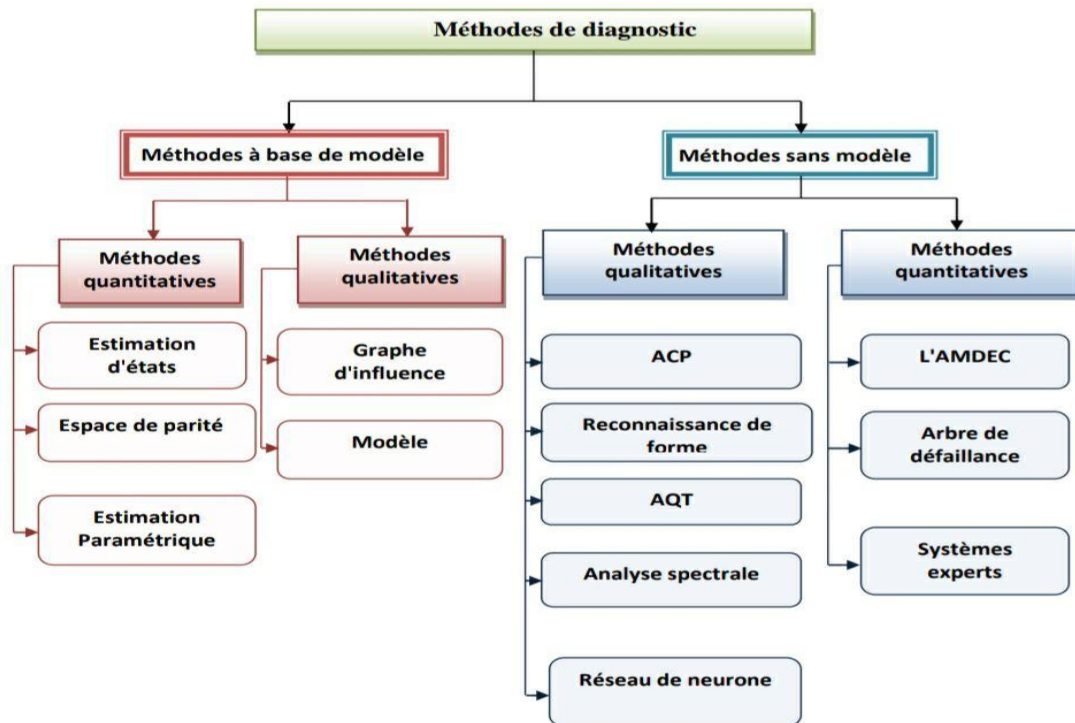 Méthodes de diagnostic
Méthodes à base de modèle
Méthodes sans modèle
Méthodes
quantitatives
Méthodes
qualitatives
Méthodes
qualitatives
Méthodes
quantitatives
Estimation
d'états
Espace de parité
Estimation
Paramétrique
Graphe
d'influence
Modèle
ACP
Reconnaissance de
forme
AQT
Analyse spectrale
Réseau de neurone
L'AMDEC
Arbre de
défaillance
Systèmes
experts